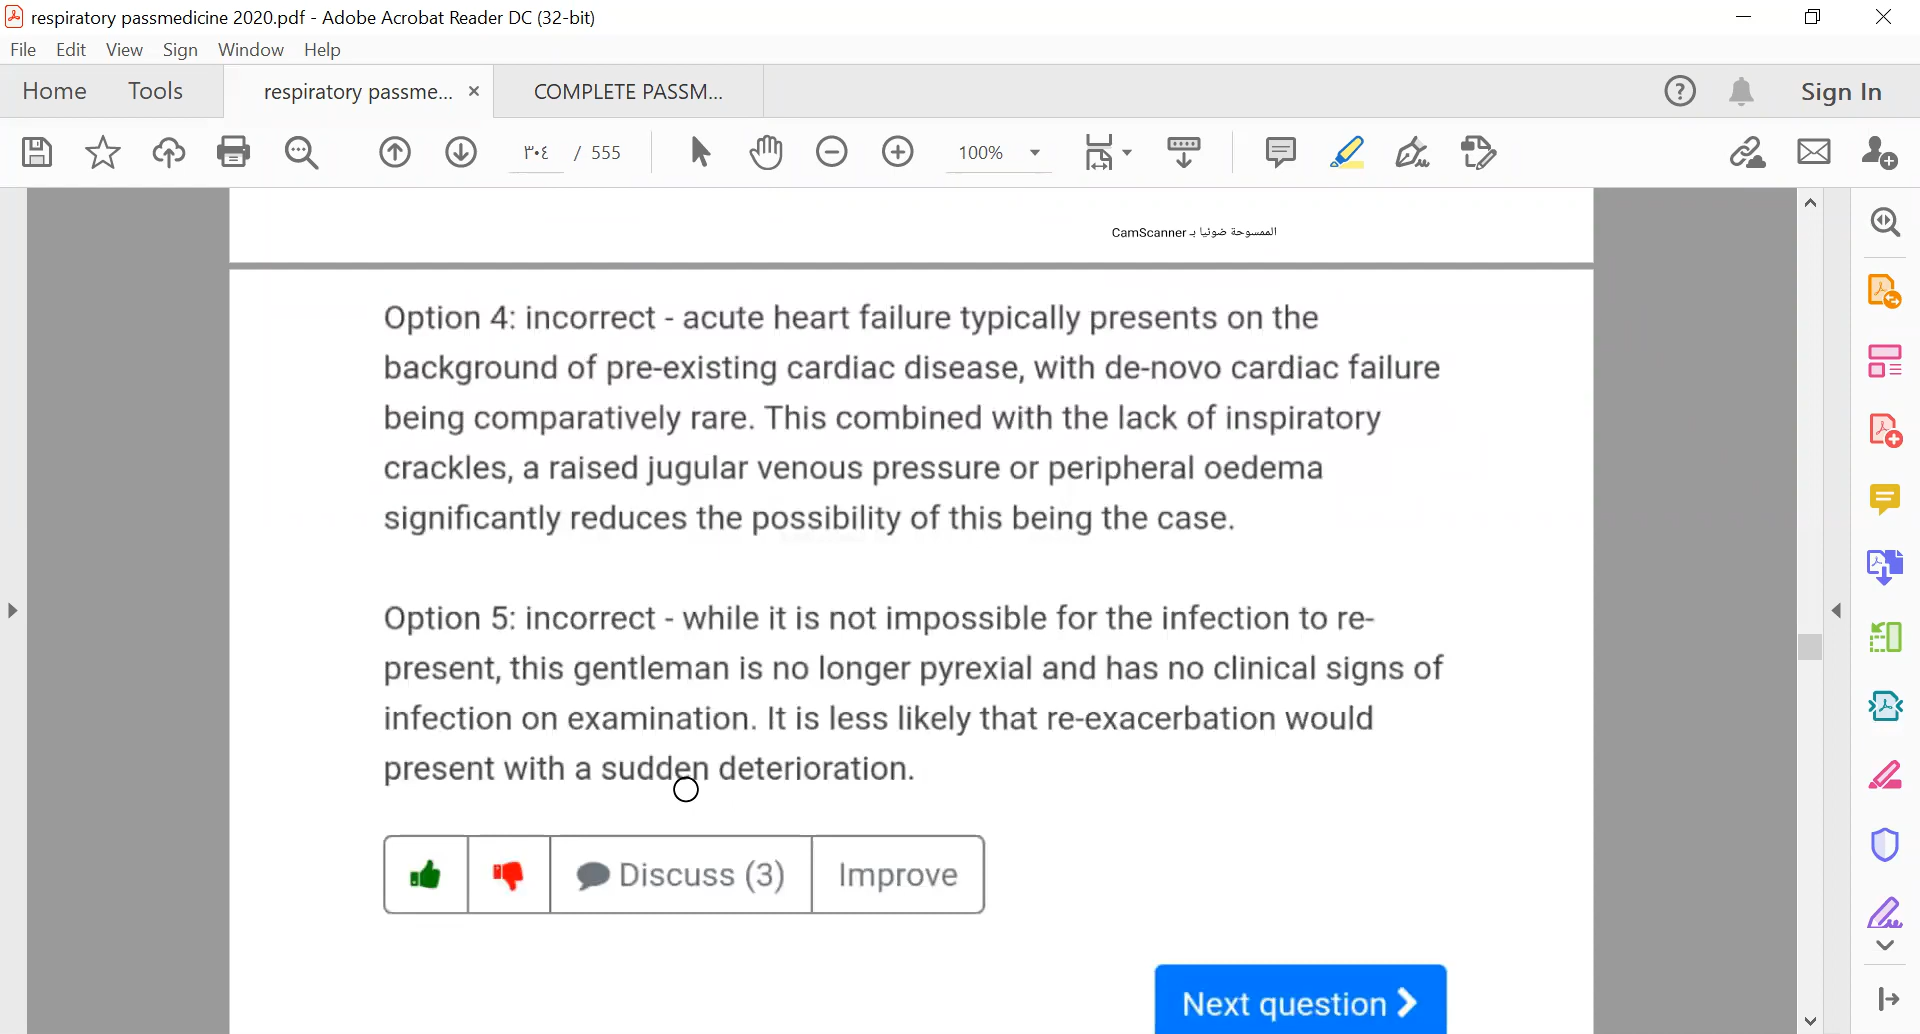 respiratory passmedicine 2020.pdf - Adobe Acrobat Reader DC (32-bit)
File Edit View Sign Window Help
Home Tools respiratory passme... × COMPLETE PASSM... ? Sign In
٣٠٤ / 555 100%
الممسوحة ضوئيا بـ CamScanner
Option 4: incorrect - acute heart failure typically presents on the
background of pre-existing cardiac disease, with de-novo cardiac failure
being comparatively rare. This combined with the lack of inspiratory
crackles, a raised jugular venous pressure or peripheral oedema
significantly reduces the possibility of this being the case.
Option 5: incorrect - while it is not impossible for the infection to re-
present, this gentleman is no longer pyrexial and has no clinical signs of
infection on examination. It is less likely that re-exacerbation would
present with a sudden deterioration.
Discuss (3) Improve
Next question